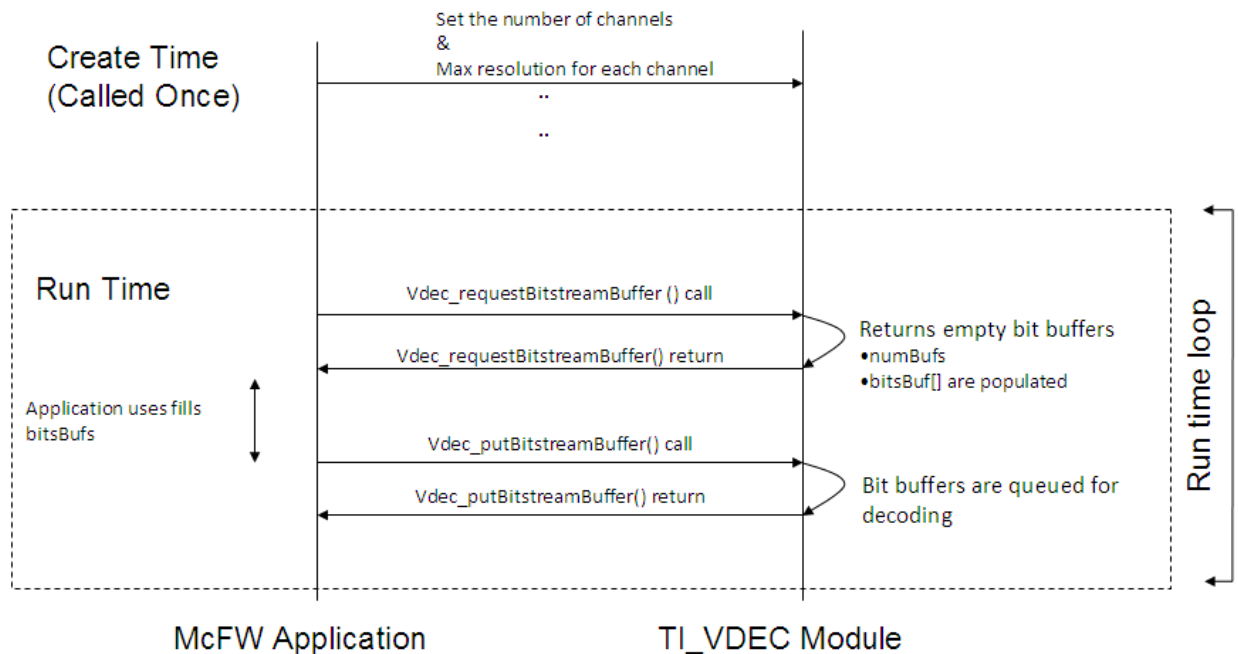 Set the number of channels
&
Max resolution for each channel
Create Time
(Called Once)
..
..
Run Time
Vdec_requestBitstreamBuffer () call
Vdec_requestBitstreamBuffer() return
Returns empty bit buffers
•numBufs
•bitsBuf[] are populated
Application uses fills
bitsBufs
Vdec_putBitstreamBuffer() call
Vdec_putBitstreamBuffer() return
Bit buffers are queued for
decoding
Run time loop
McFW Application
TI_VDEC Module